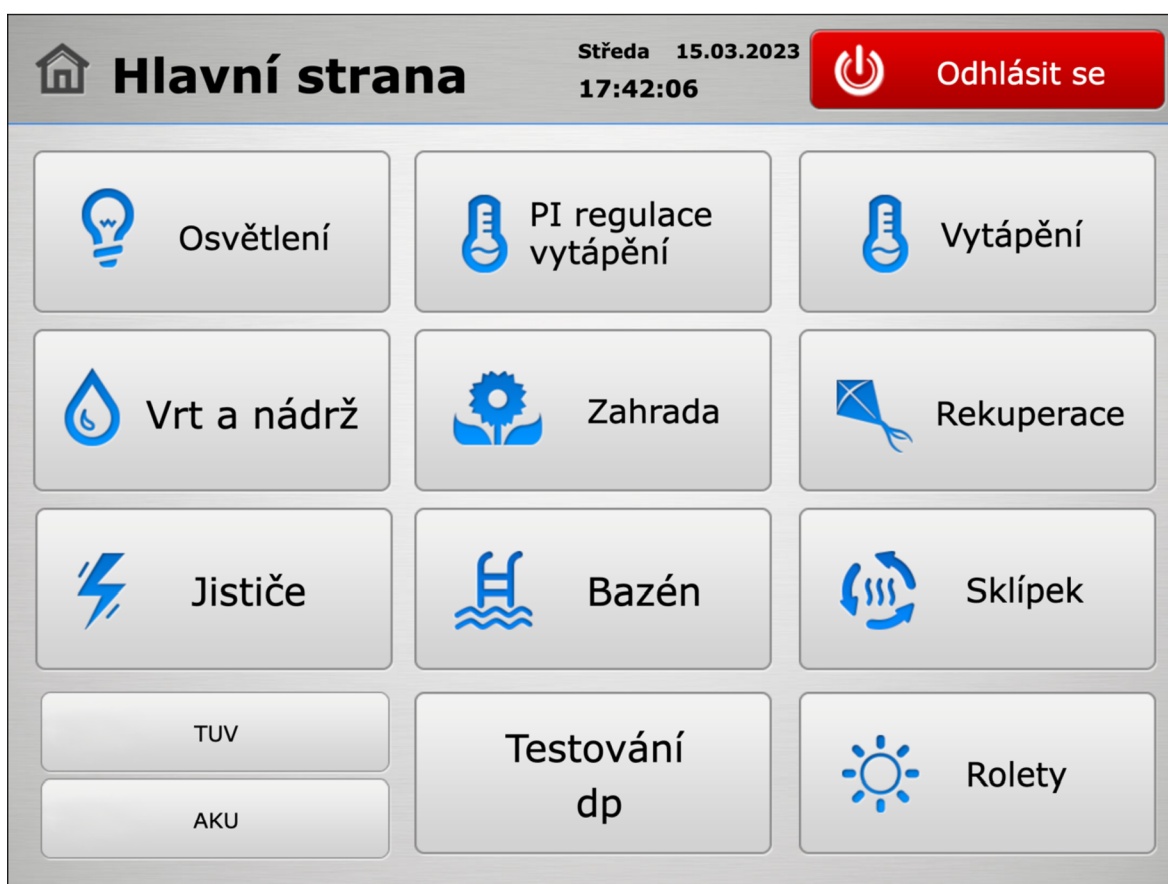 Hlavní strana
Středa 15.03.2023
17:42:06
Odhlásit se
Osvětlení
PI regulace
vytápění
Vytápění
Vrt a nádrž
Zahrada
Rekuperace
Jističe
Bazén
Sklípek
TUV
AKU
Testování
dp
Rolety